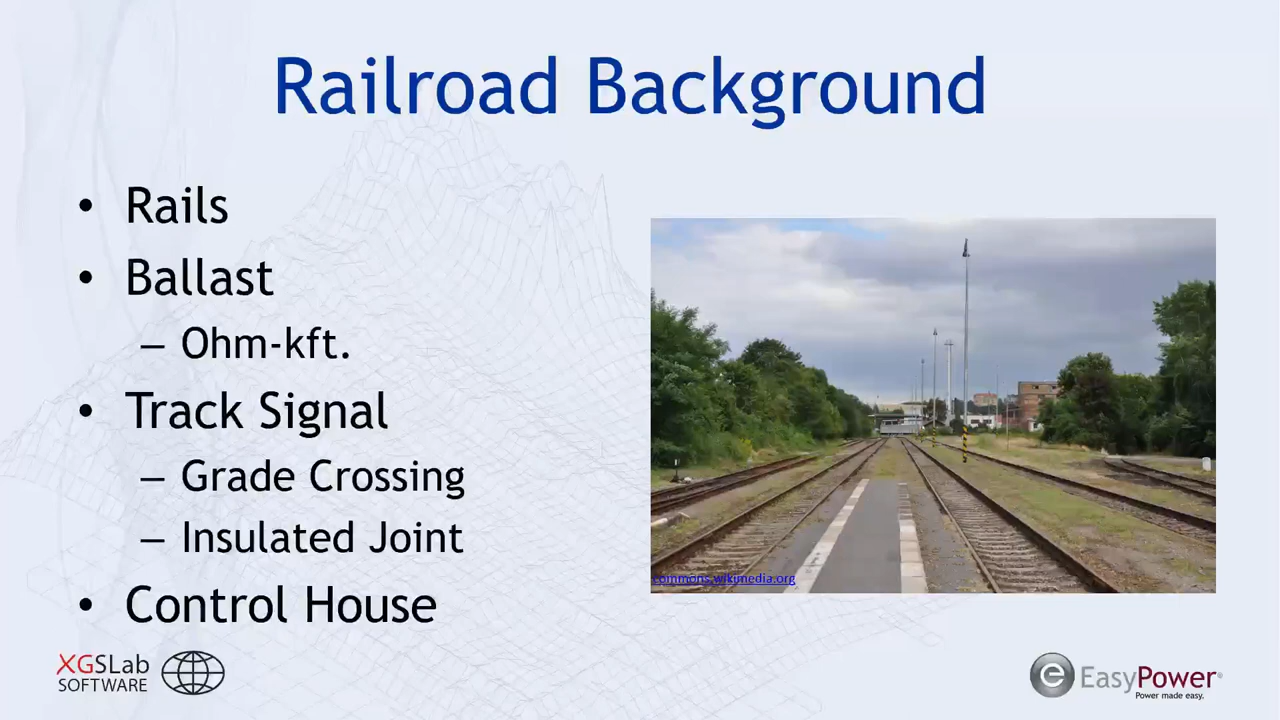 Railroad Background
• Rails
• Ballast
– Ohm-kft.
• Track Signal
– Grade Crossing
– Insulated Joint
• Control House
commons.wikimedia.org
XGSLab
SOFTWARE
e EasyPower®
Power made easy.